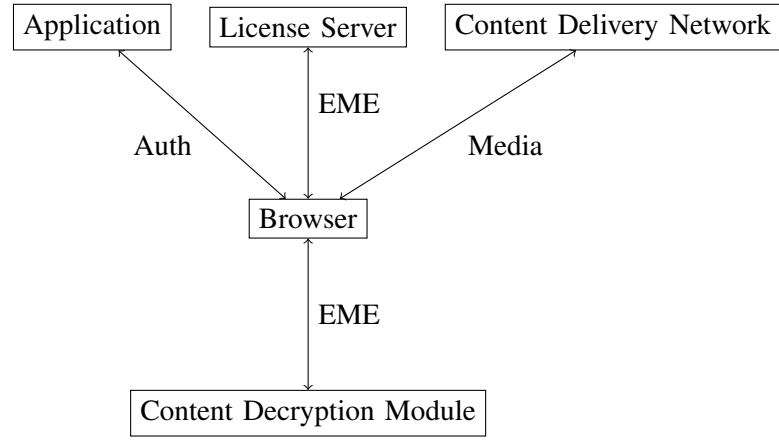 Application
License Server
Content Delivery Network
EME
Auth
Media
Browser
EME
Content Decryption Module